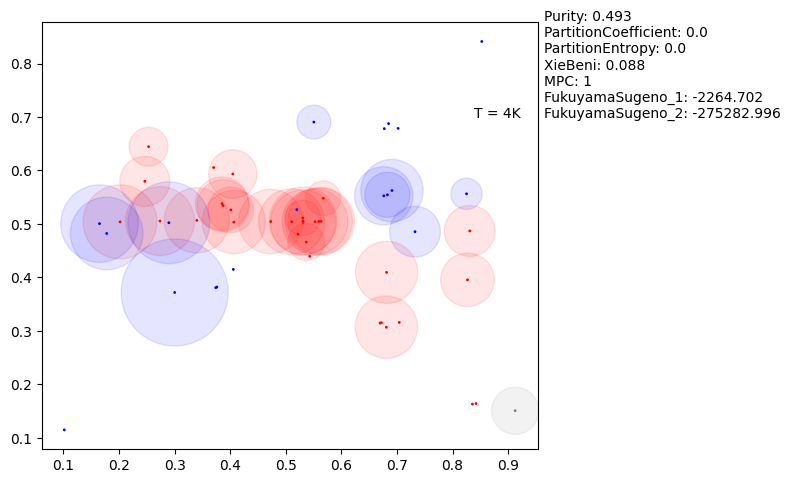 Purity: 0.493
PartitionCoefficient: 0.0
PartitionEntropy: 0.0
XieBeni: 0.088
MPC: 1
FukuyamaSugeno_1: -2264.702
FukuyamaSugeno_2: -275282.996
T = 4K
0.8
0.7
0.6
0.5
0.4
0.3
0.2
0.1
0.1 0.2 0.3 0.4 0.5 0.6 0.7 0.8 0.9